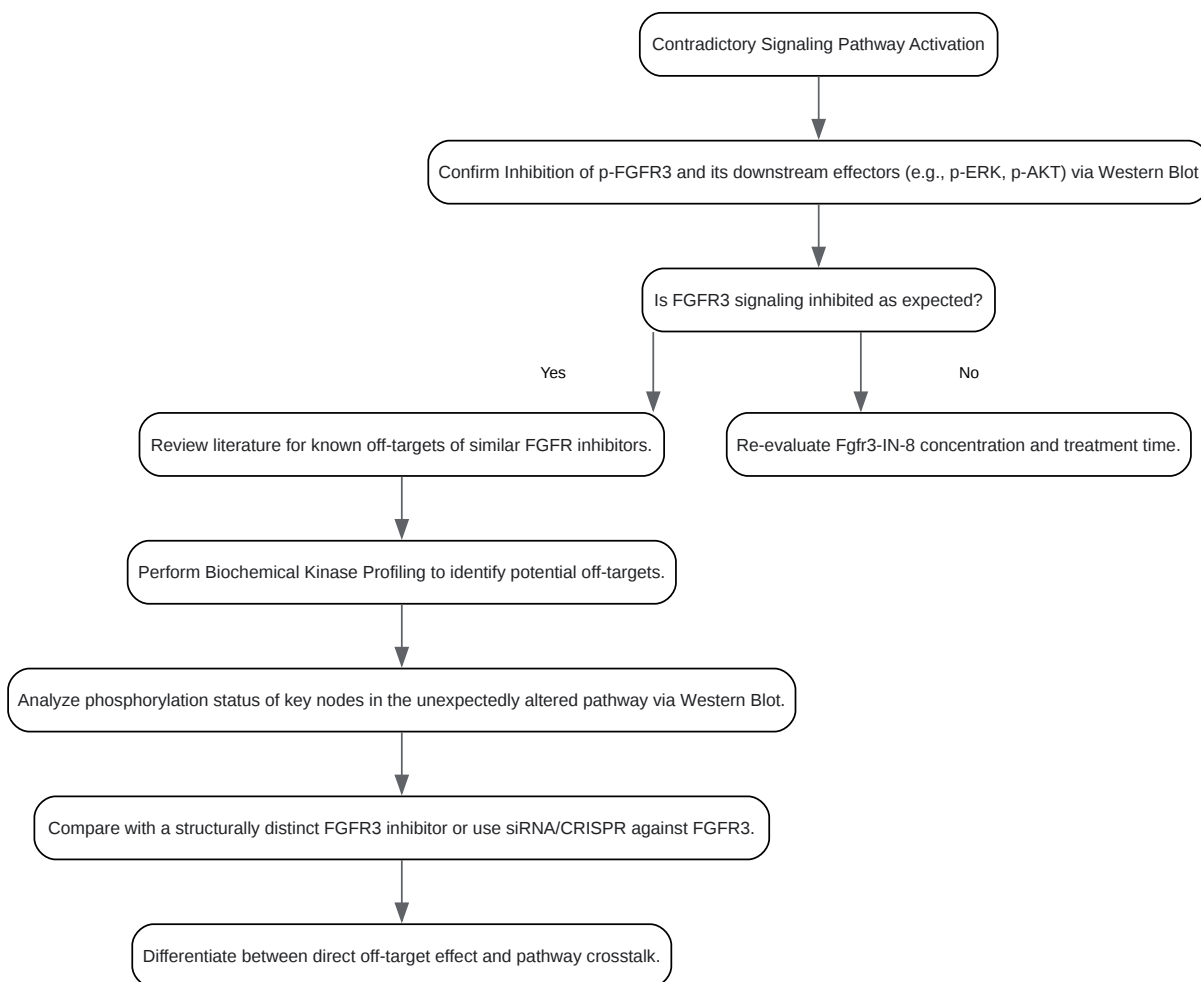 Contradictory Signaling Pathway Activation
Confirm Inhibition of p-FGFR3 and its downstream effectors (e.g., p-ERK, p-AKT) via Western Blot
Is FGFR3 signaling inhibited as expected?
Yes
No
Review literature for known off-targets of similar FGFR inhibitors.
Re-evaluate Fgfr3-IN-8 concentration and treatment time.
Perform Biochemical Kinase Profiling to identify potential off-targets.
Analyze phosphorylation status of key nodes in the unexpectedly altered pathway via Western Blot.
Compare with a structurally distinct FGFR3 inhibitor or use siRNA/CRISPR against FGFR3.
Differentiate between direct off-target effect and pathway crosstalk.